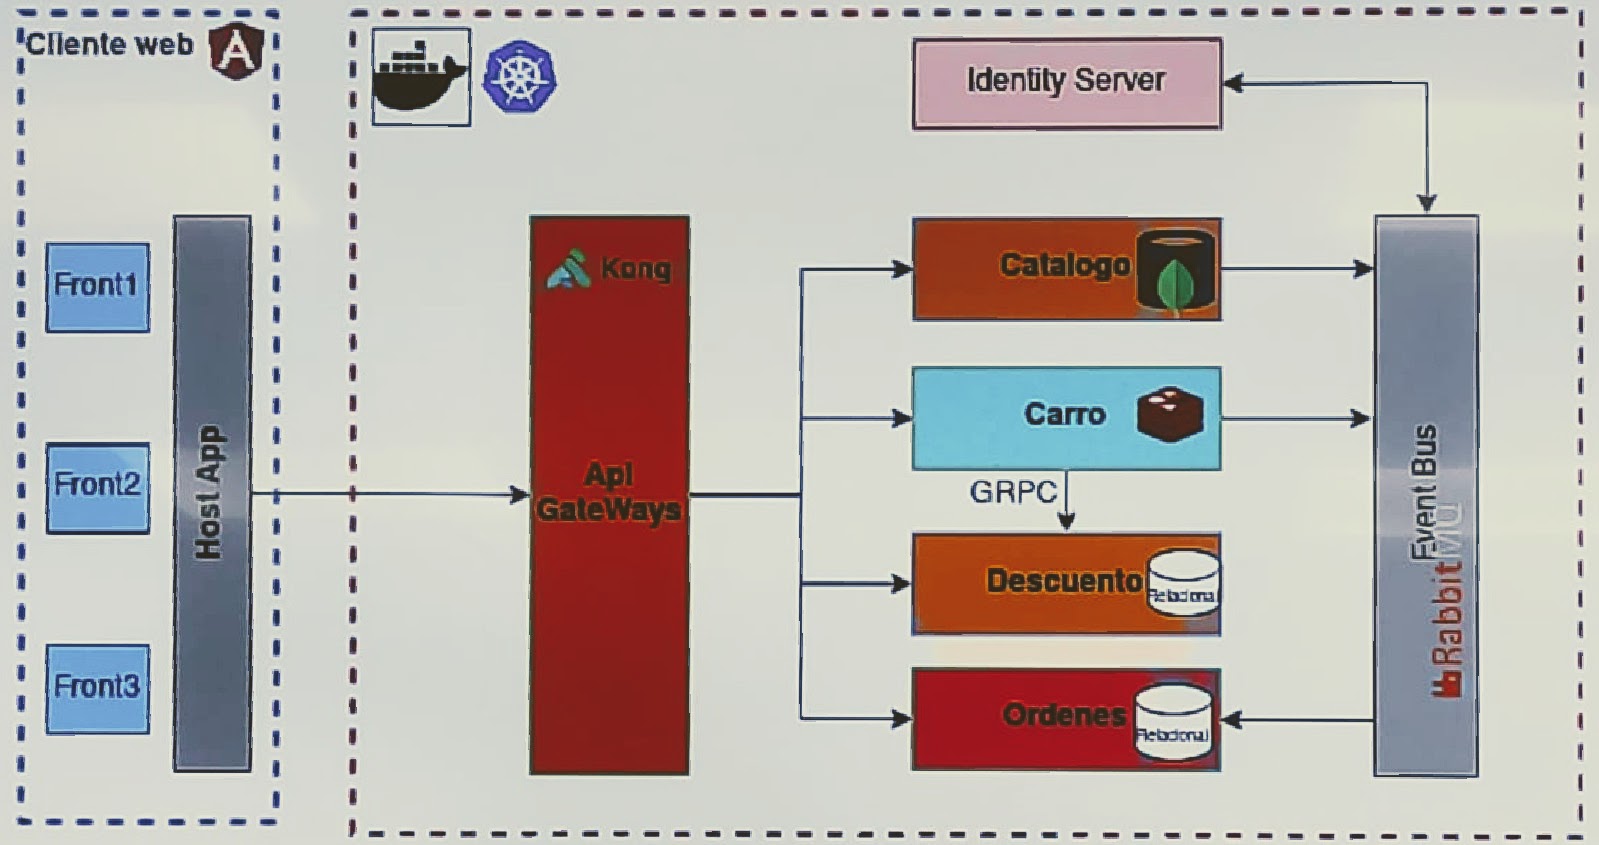 Cliente web
Identity Server
Front1
Front2
Front3
Host App
Kong
Api
GateWays
Catalogo
Carro
GRPC
Descuento
Relacional
Ordenes
Relacional
Event Bus
RabbitMQ